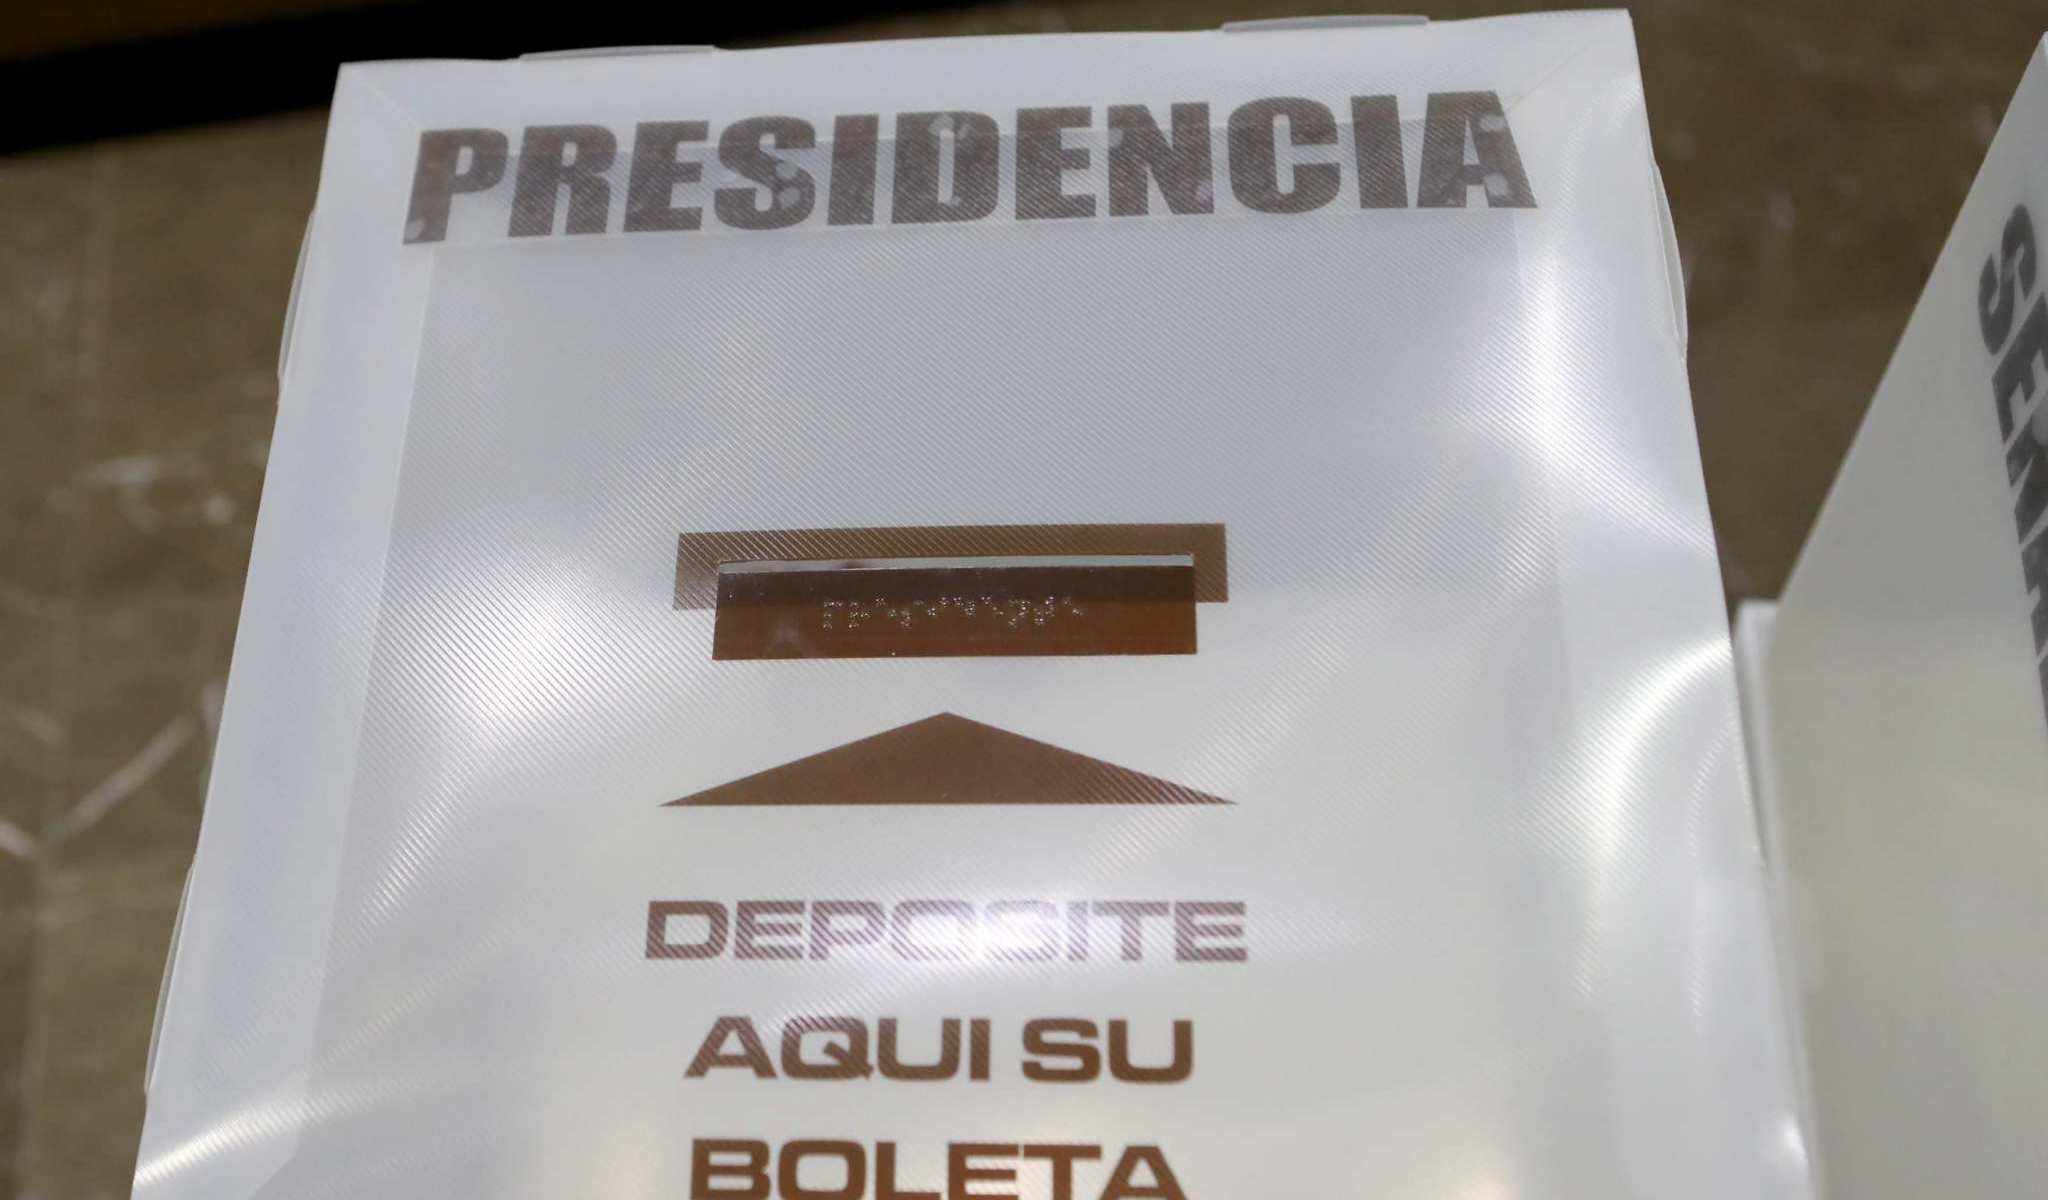 PRESIDENCIA
DEPOSITE
AQUI SU
BOLETA